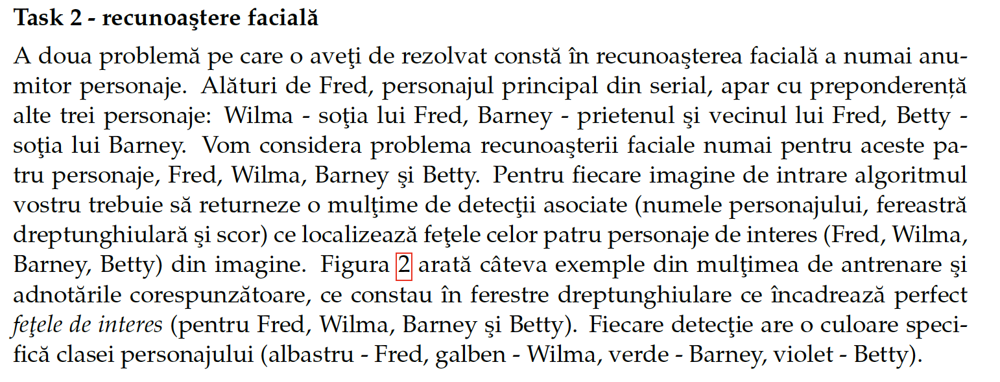 Task 2 - recunoaştere facială
A doua problemă pe care o aveţi de rezolvat constă în recunoaşterea facială a numai anu-
mitor personaje. Alături de Fred, personajul principal din serial, apar cu preponderență
alte trei personaje: Wilma - soţia lui Fred, Barney - prietenul şi vecinul lui Fred, Betty -
soţia lui Barney. Vom considera problema recunoaşterii faciale numai pentru aceste pa-
tru personaje, Fred, Wilma, Barney şi Betty. Pentru fiecare imagine de intrare algoritmul
vostru trebuie să returneze o mulţime de detecţii asociate (numele personajului, fereastră
dreptunghiulară şi scor) ce localizează feţele celor patru personaje de interes (Fred, Wilma,
Barney, Betty) din imagine. Figura 2 arată câteva exemple din mulţimea de antrenare şi
adnotările corespunzătoare, ce constau în ferestre dreptunghiulare ce încadrează perfect
feţele de interes (pentru Fred, Wilma, Barney şi Betty). Fiecare detecţie are o culoare speci-
fică clasei personajului (albastru - Fred, galben - Wilma, verde - Barney, violet - Betty).